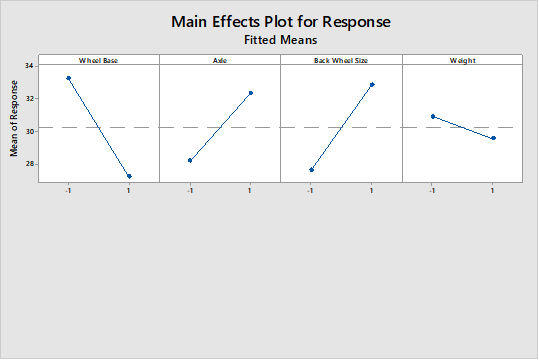 Main Effects Plot for Response
Fitted Means
Wheel Base Axle Back Wheel Size Weight
Mean of Response
34
32
30
28
-1 1 -1 1 -1 1 -1 1